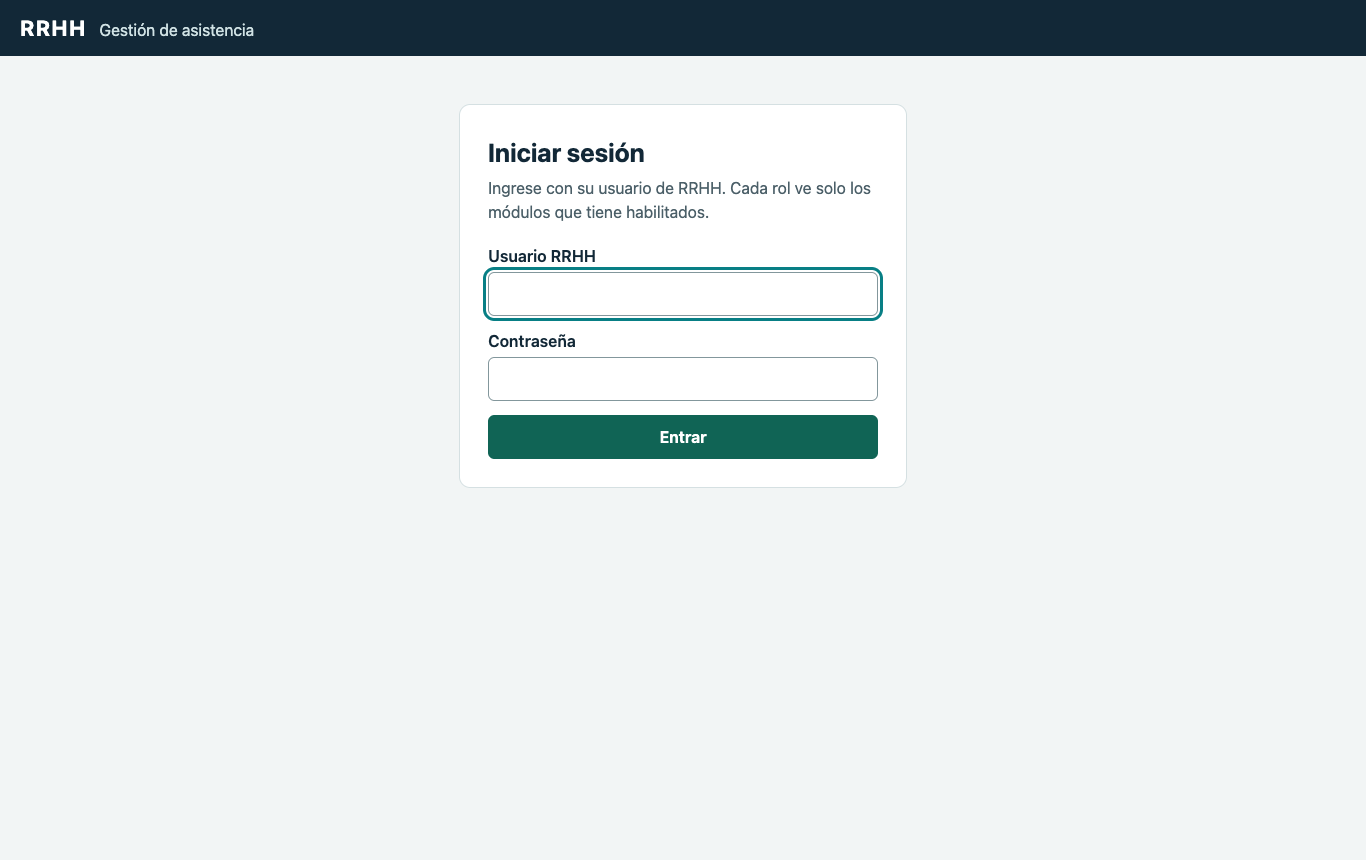 RRHH Gestión de asistencia
Iniciar sesión
Ingrese con su usuario de RRHH. Cada rol ve solo los
módulos que tiene habilitados.
Usuario RRHH
Contraseña
Entrar